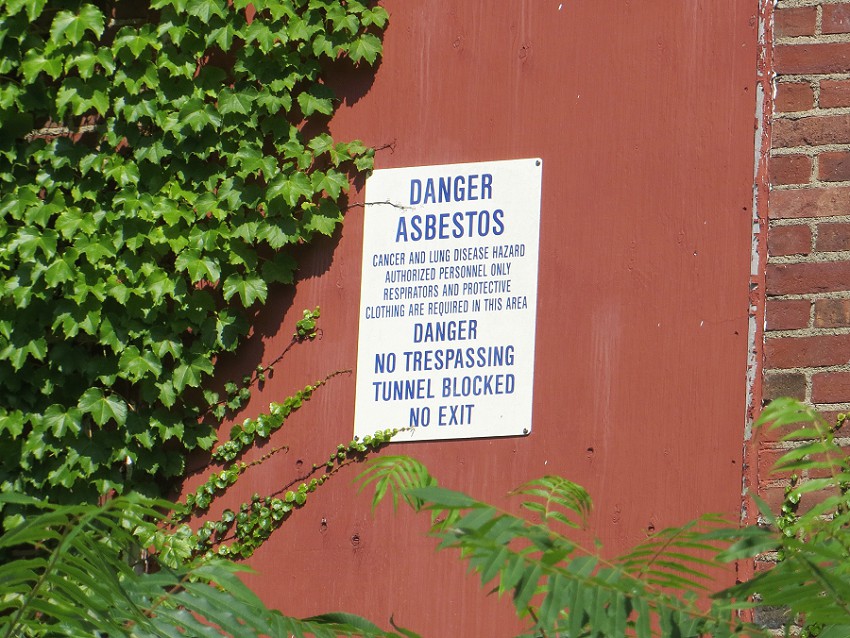 DANGER
ASBESTOS
CANCER AND LUNG DISEASE HAZARD
AUTHORIZED PERSONNEL ONLY
RESPIRATORS AND PROTECTIVE
CLOTHING ARE REQUIRED IN THIS AREA
DANGER
NO TRESPASSING
TUNNEL BLOCKED
NO EXIT